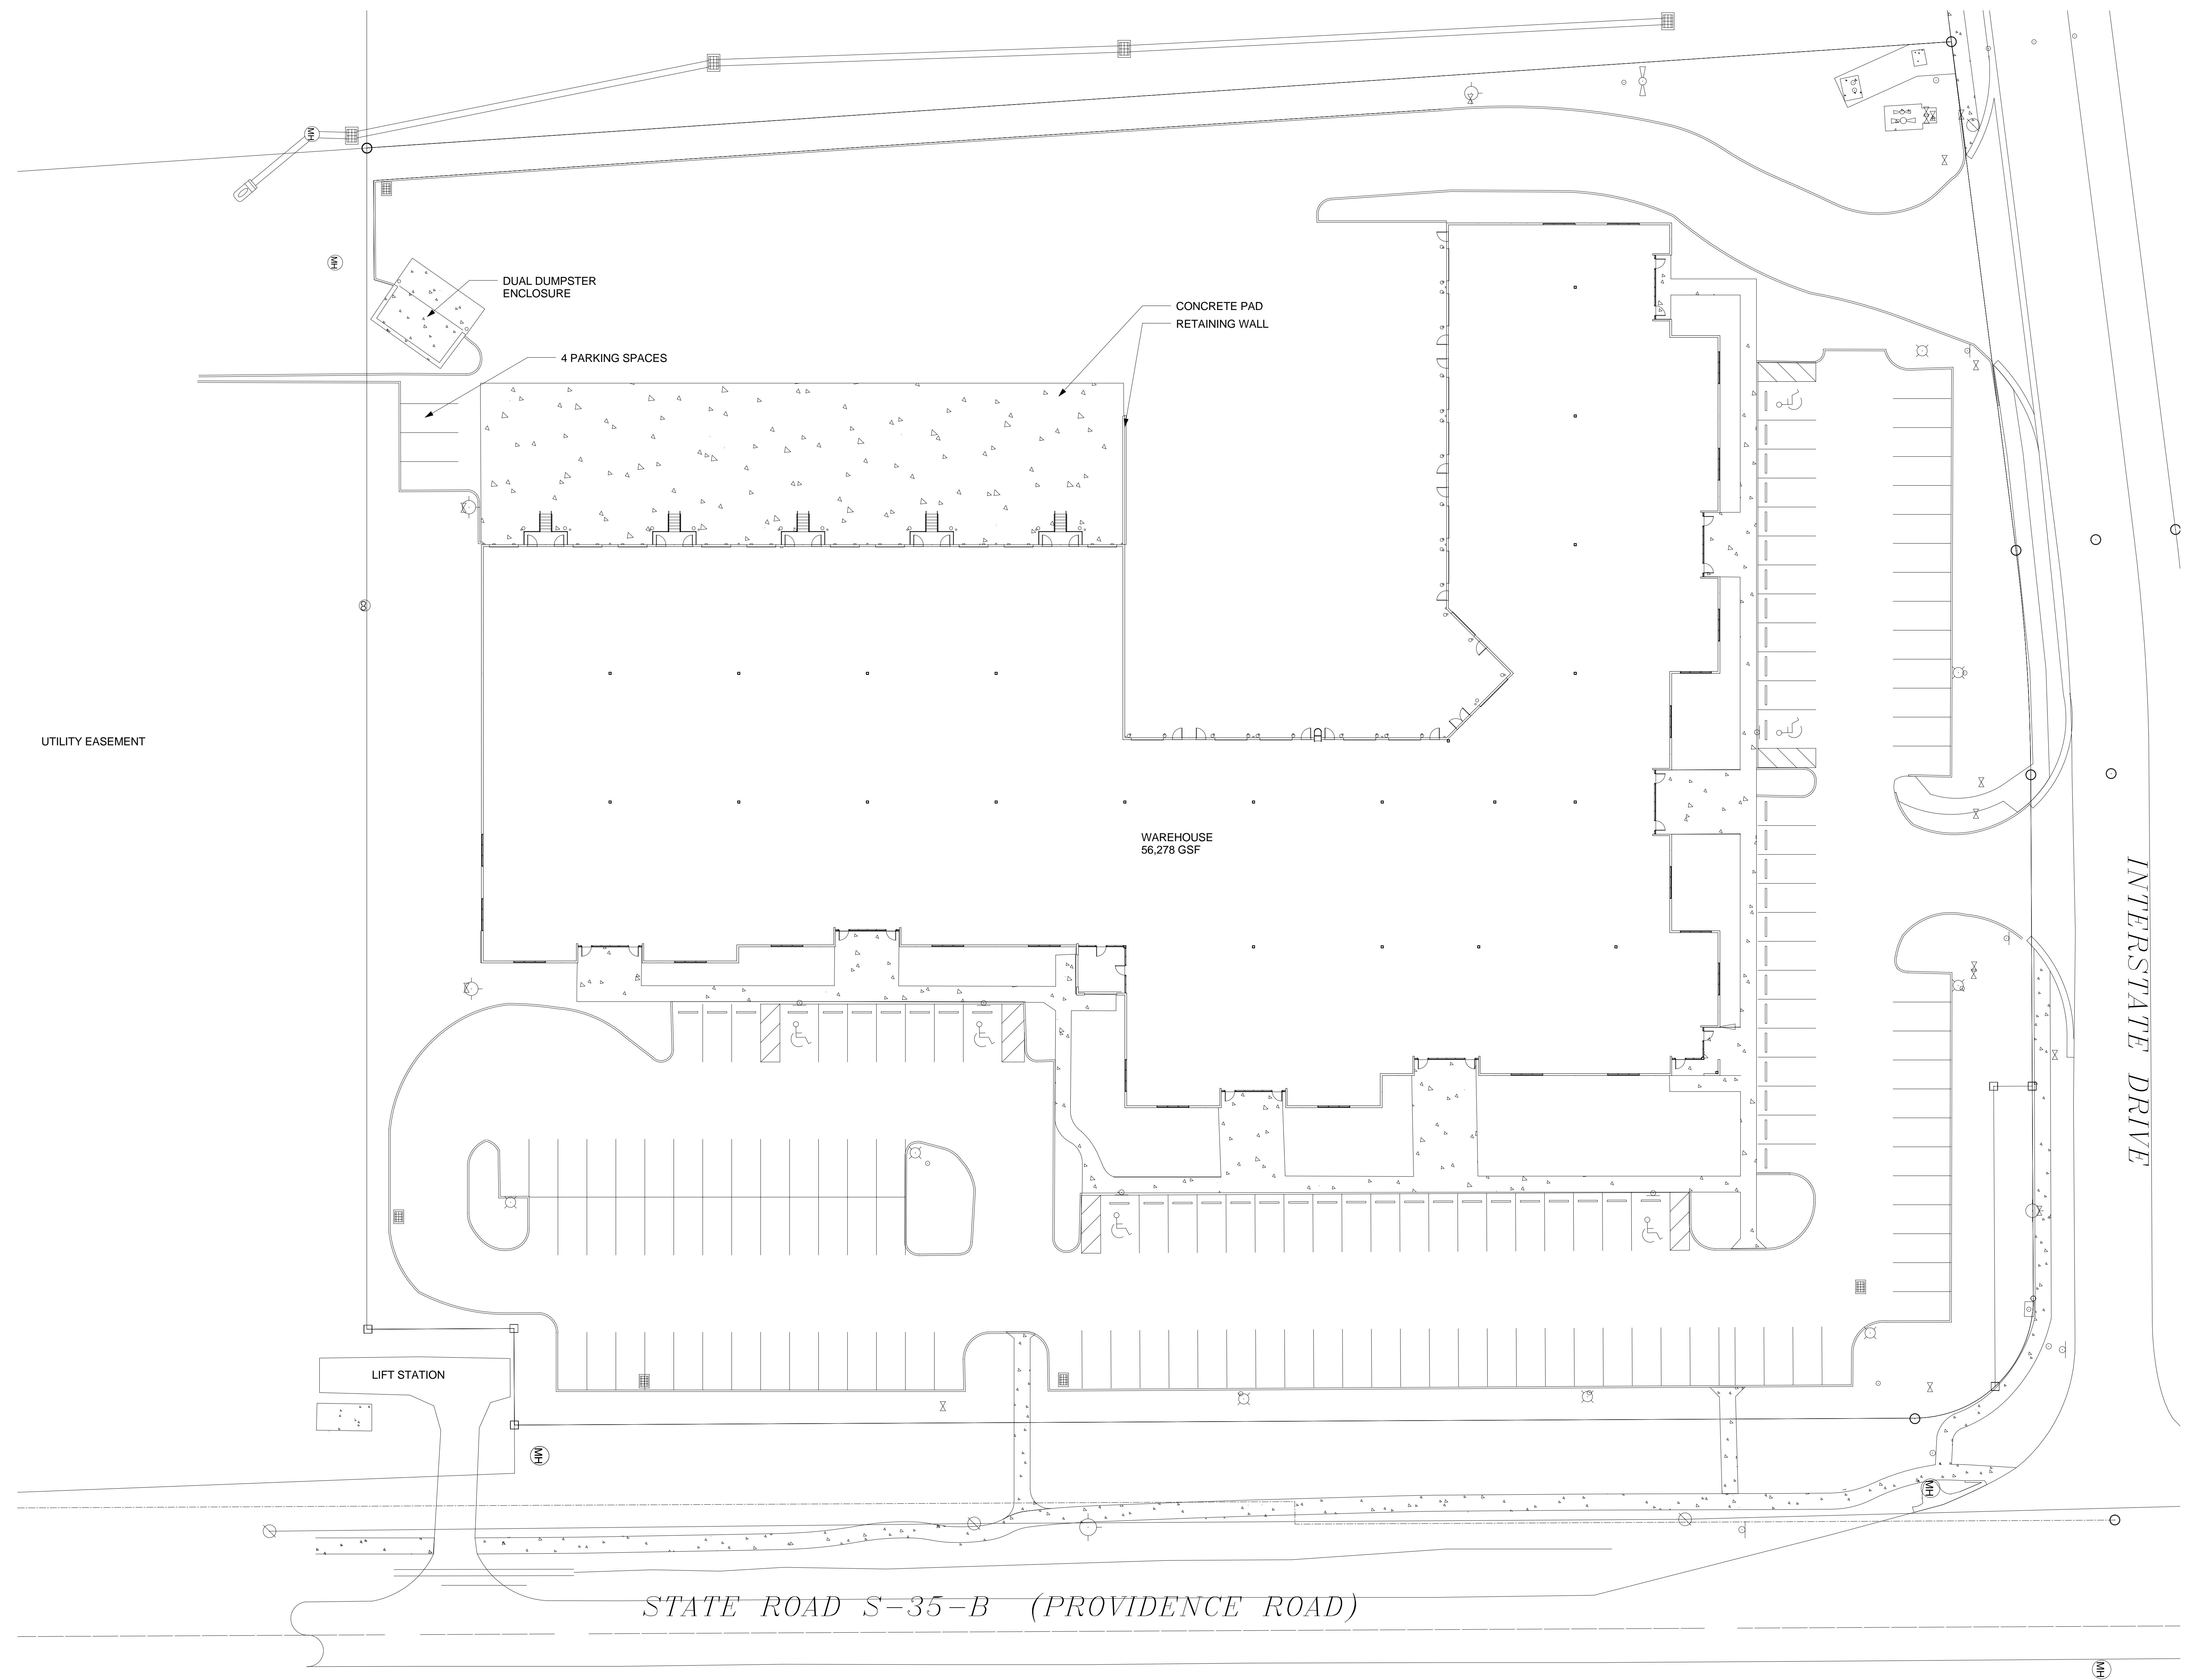 MH
MH
DUAL DUMPSTER
ENCLOSURE
CONCRETE PAD
RETAINING WALL
4 PARKING SPACES
CO
UTILITY EASEMENT
WAREHOUSE
56,278 GSF
INTERSTATE DRIVE
LIFT STATION
MH
MH
STATE ROAD S-35-B (PROVIDENCE ROAD)
MH